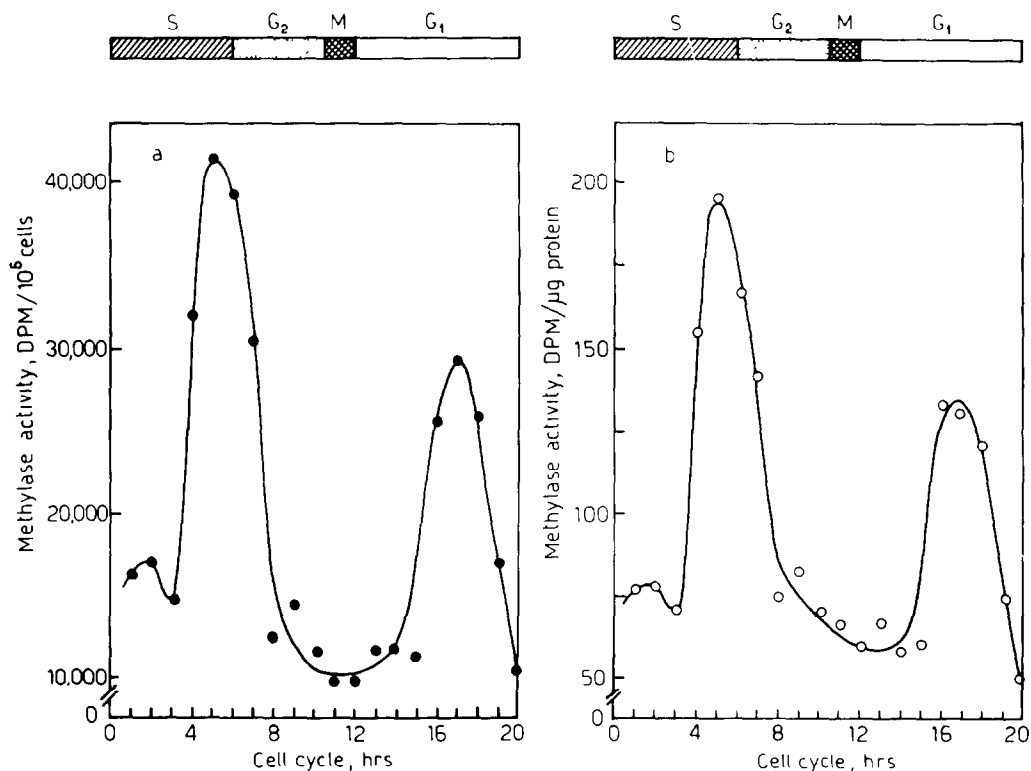 S G₂ M G₁
S G₂ M G₁
a
Methylase activity, DPM/10⁶ cells
40,000
30,000
20,000
10,000
0
0 4 8 12 16 20
Cell cycle, hrs
b
Methylase activity, DPM/µg protein
200
150
100
50
0
0 4 8 12 16 20
Cell cycle, hrs